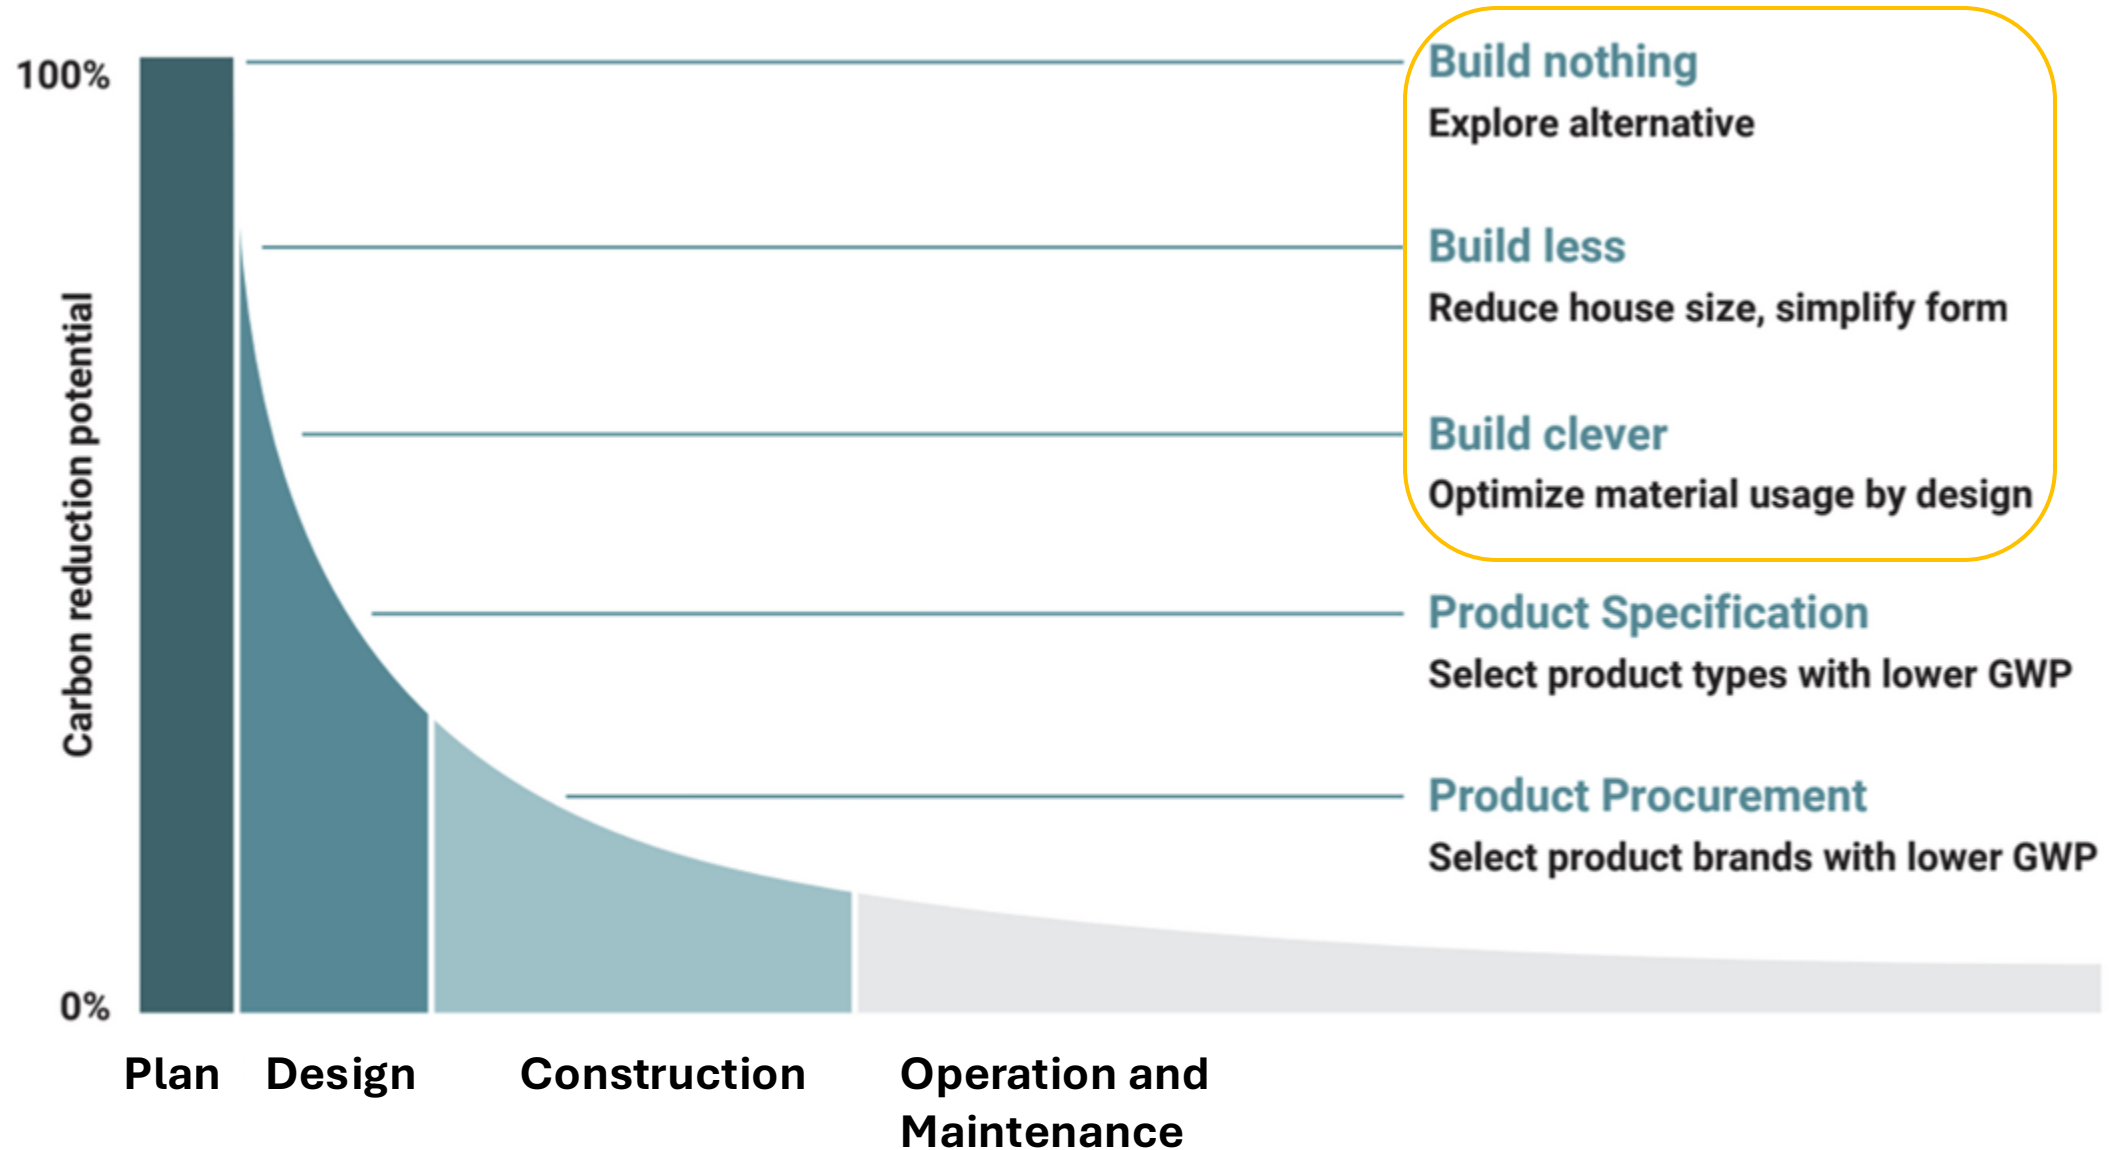 100%
Build nothing
Explore alternative
Build less
Reduce house size, simplify form
Carbon reduction potential
Build clever
Optimize material usage by design
Product Specification
Select product types with lower GWP
Product Procurement
Select product brands with lower GWP
0%
Plan
Design
Construction
Operation and
Maintenance